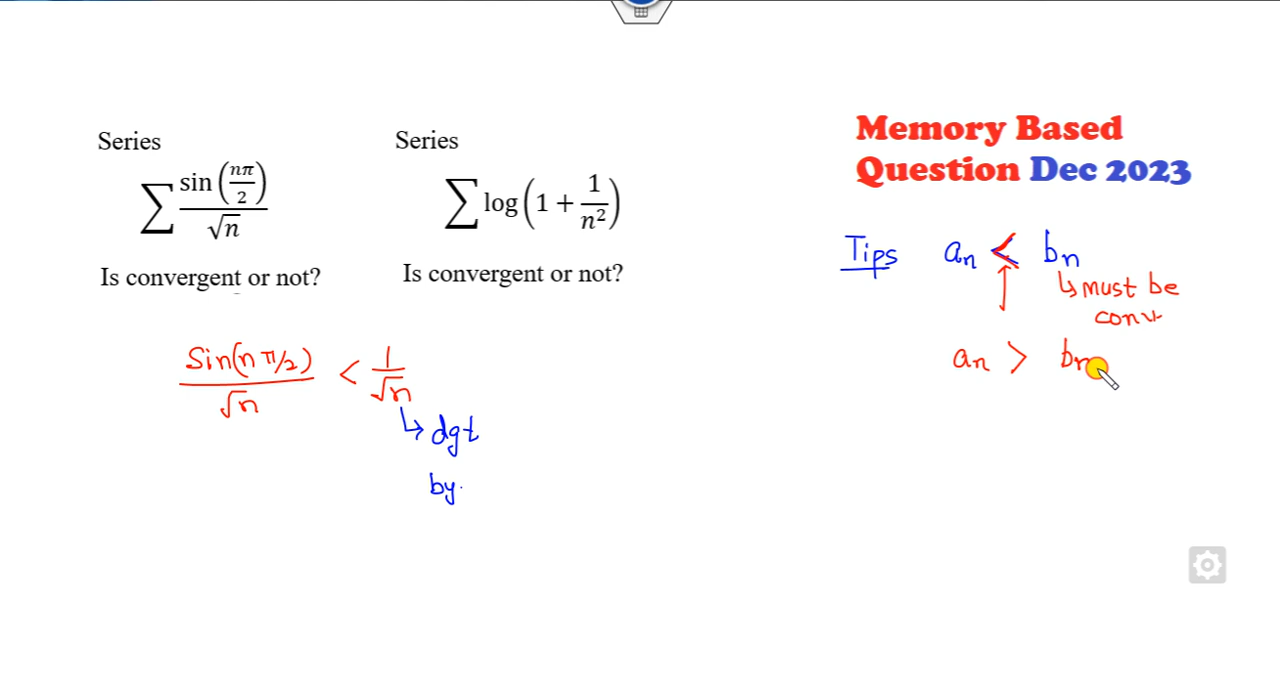 Series
∑ sin(nπ/2)/√n
Is convergent or not?
Series
∑ log(1 + 1/n²)
Is convergent or not?
Memory Based
Question Dec 2023
Tips an < bn
↳ must be
conv
an > bn
Sin(n π/2)/√n < 1/√n
↳ dgt
by.